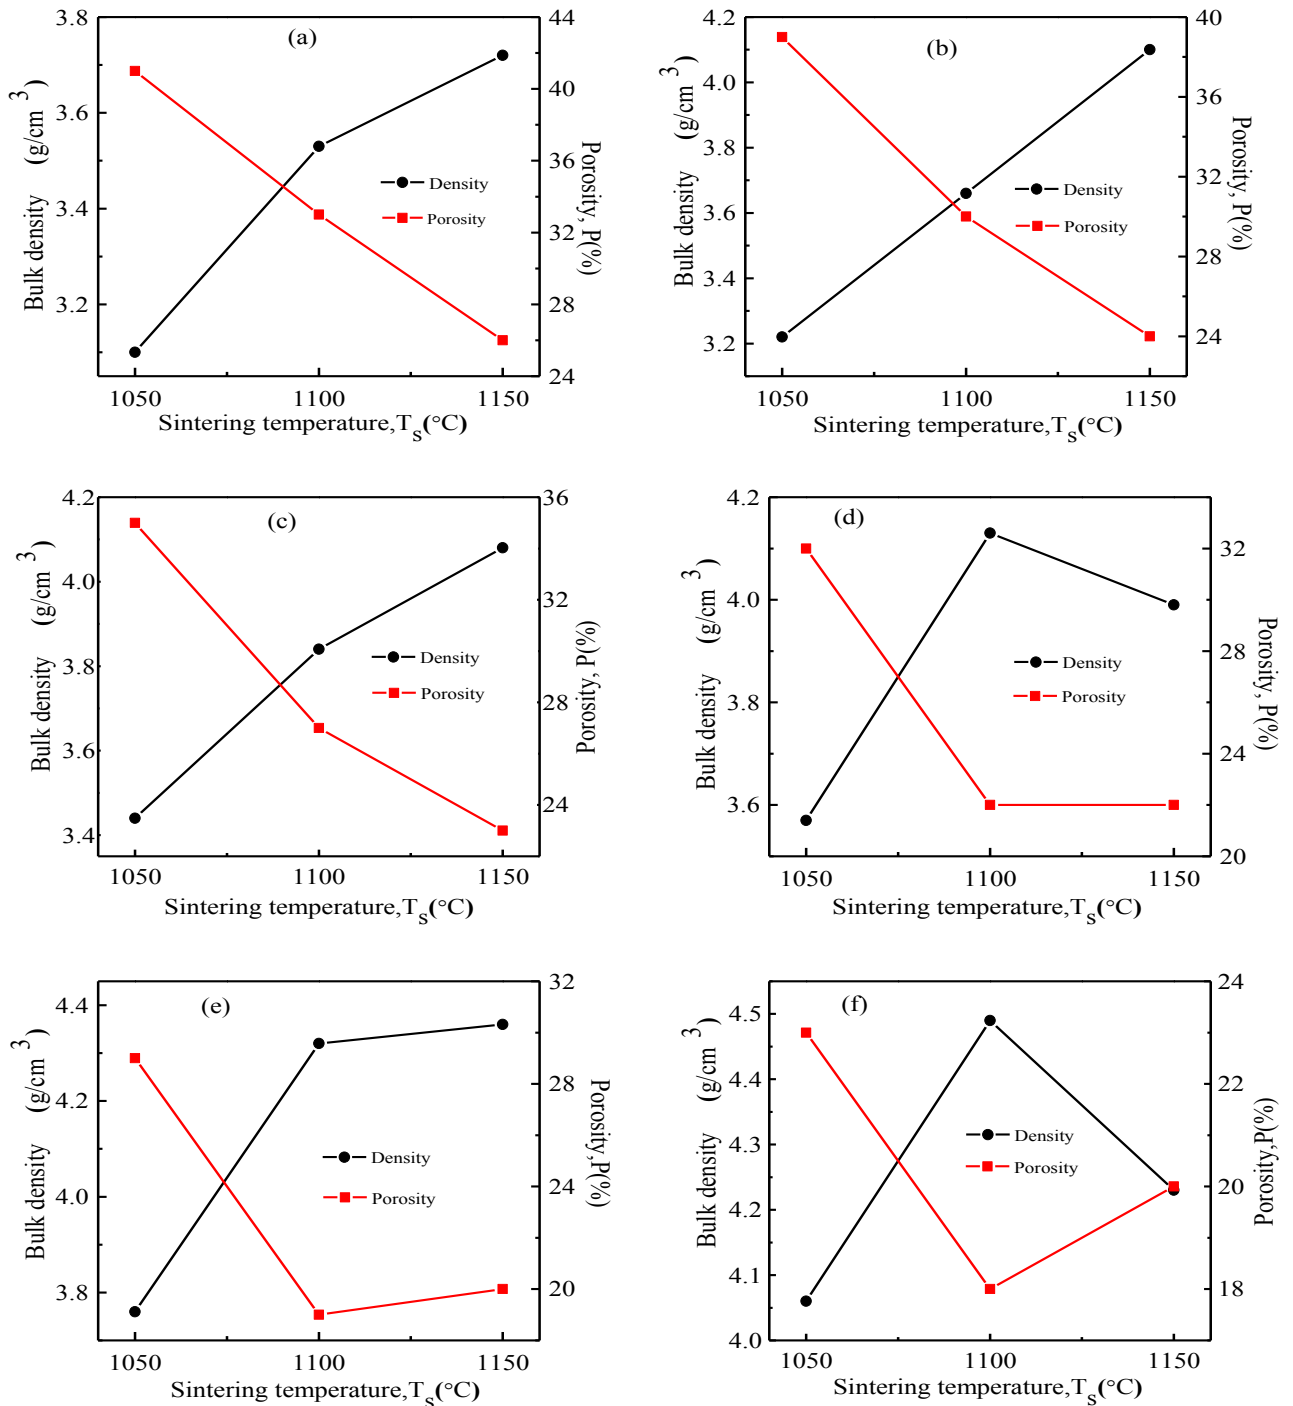 (a)
3.8
3.6
3.4
3.2
44
40
36
32
28
24
1050
1100
1150
Bulk density (g/cm 3)
Porosity, P(%)
Sintering temperature,Ts(°C)
Density
Porosity
(b)
4.2
4.0
3.8
3.6
3.4
3.2
40
36
32
28
24
1050
1100
1150
Bulk density (g/cm 3)
Porosity, P(%)
Sintering temperature,Ts(°C)
Density
Porosity
(c)
4.2
4.0
3.8
3.6
3.4
36
32
28
24
1050
1100
1150
Bulk density (g/cm 3)
Porosity, P(%)
Sintering temperature,Ts(°C)
Density
Porosity
(d)
4.2
4.0
3.8
3.6
32
28
24
20
1050
1100
1150
Bulk density (g/cm 3)
Porosity, P(%)
Sintering temperature,Ts(°C)
Density
Porosity
(e)
4.4
4.2
4.0
3.8
32
28
24
20
1050
1100
1150
Bulk density (g/cm 3)
Porosity,P(%)
Sintering temperature,Ts(°C)
Density
Porosity
(f)
4.5
4.4
4.3
4.2
4.1
4.0
24
22
20
18
1050
1100
1150
Bulk density (g/cm 3)
Porosity,P(%)
Sintering temperature,Ts(°C)
Density
Porosity